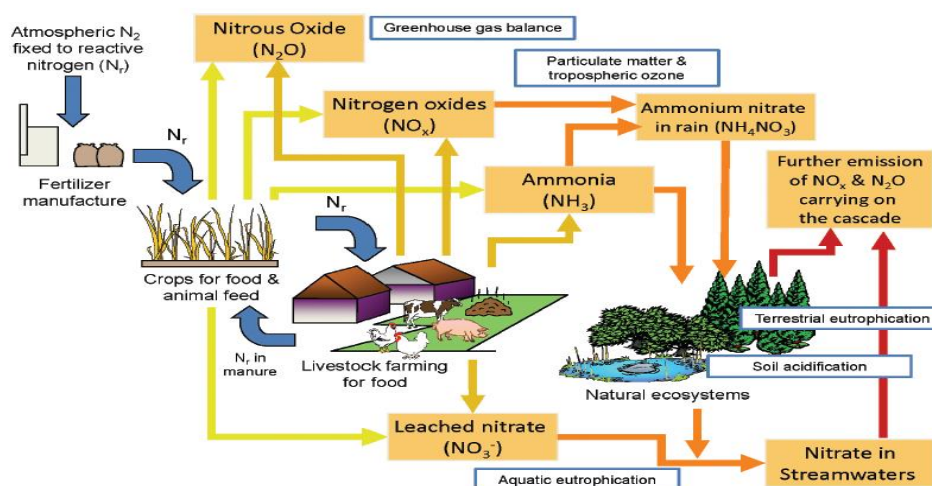 Atmospheric N₂
fixed to reactive
nitrogen (Nᵣ)
Nitrous Oxide
(N₂O)
Greenhouse gas balance
Particulate matter &
tropospheric ozone
Nitrogen oxides
(NOₓ)
Ammonium nitrate
in rain (NH₄NO₃)
Nᵣ
Fertilizer
manufacture
Ammonia
(NH₃)
Further emission
of NOₓ & N₂O
carrying on
the cascade
Nᵣ
Crops for food &
animal feed
Nᵣ in
manure
Livestock farming
for food
Terrestrial eutrophication
Soil acidification
Natural ecosystems
Leached nitrate
(NO₃⁻)
Aquatic eutrophication
Nitrate in
Streamwaters